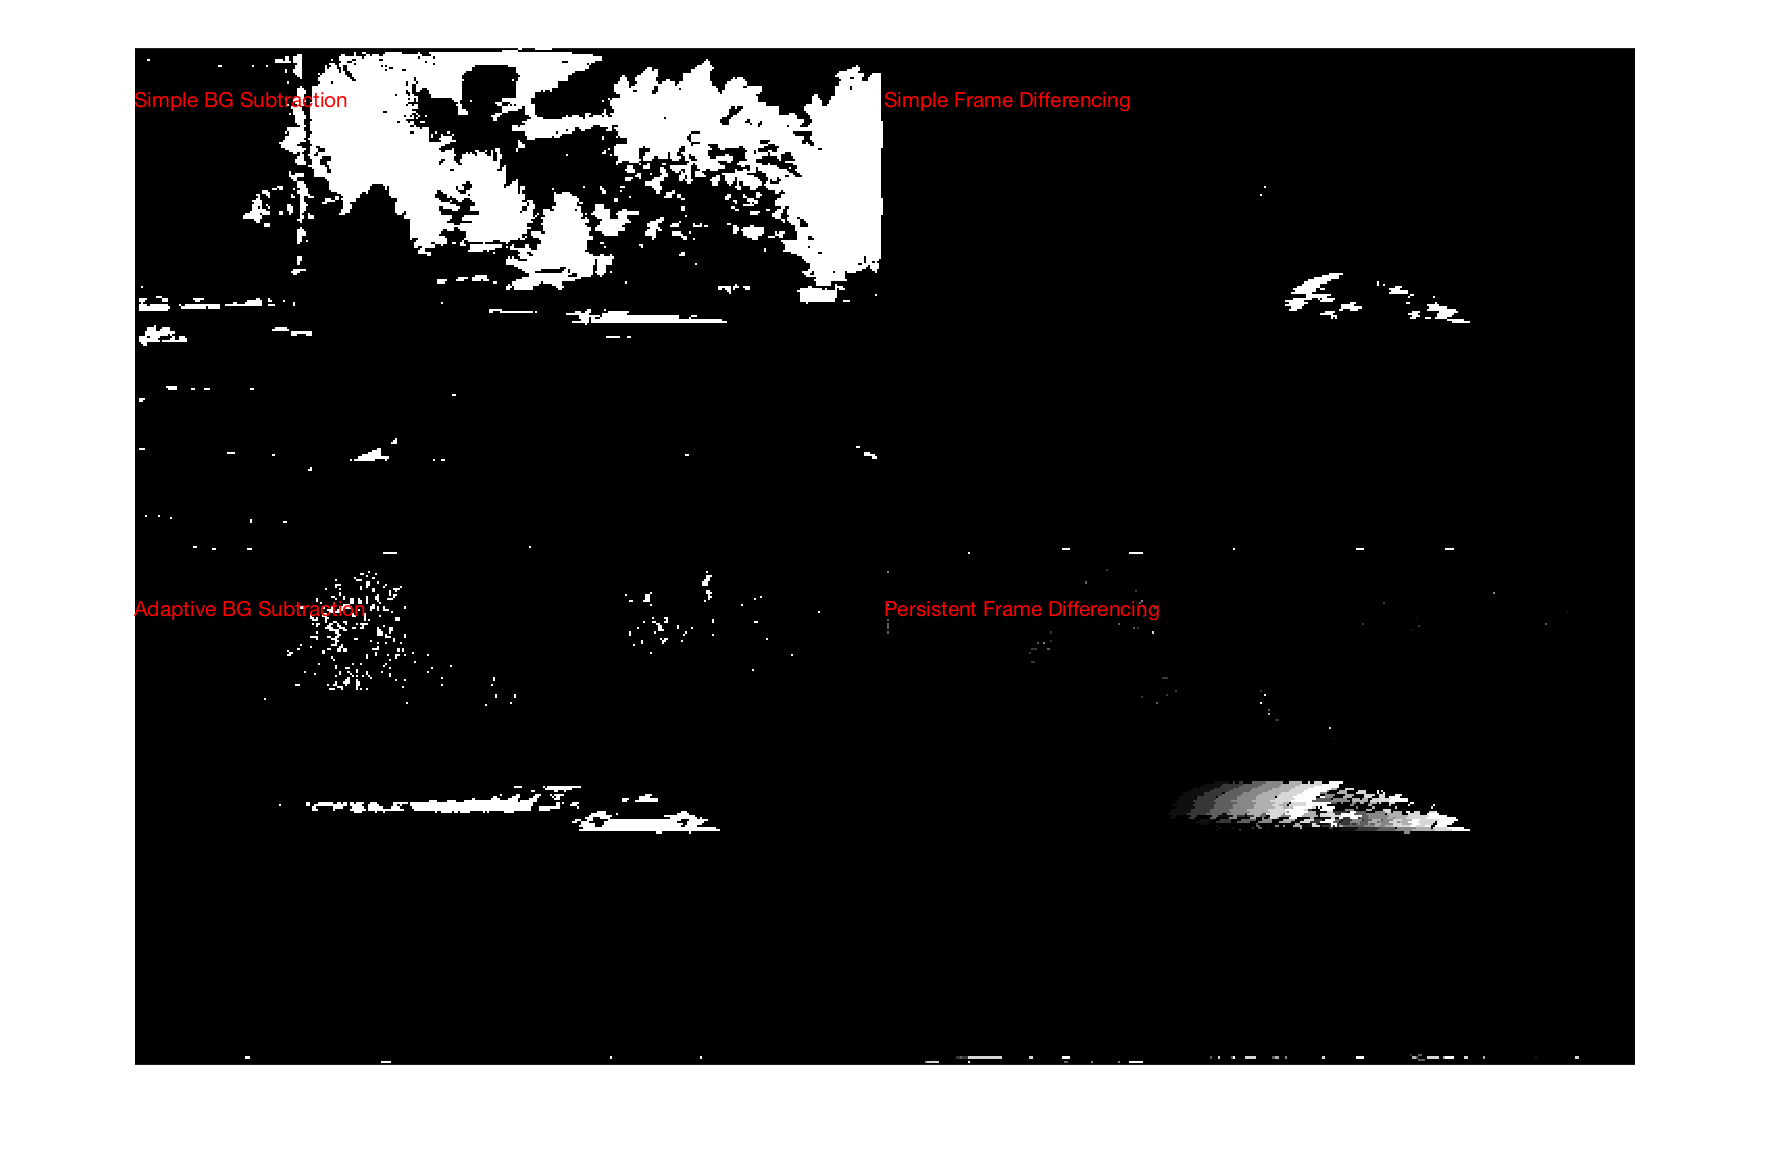 Simple BG Subtraction
Simple Frame Differencing
Adaptive BG Subtraction
Persistent Frame Differencing